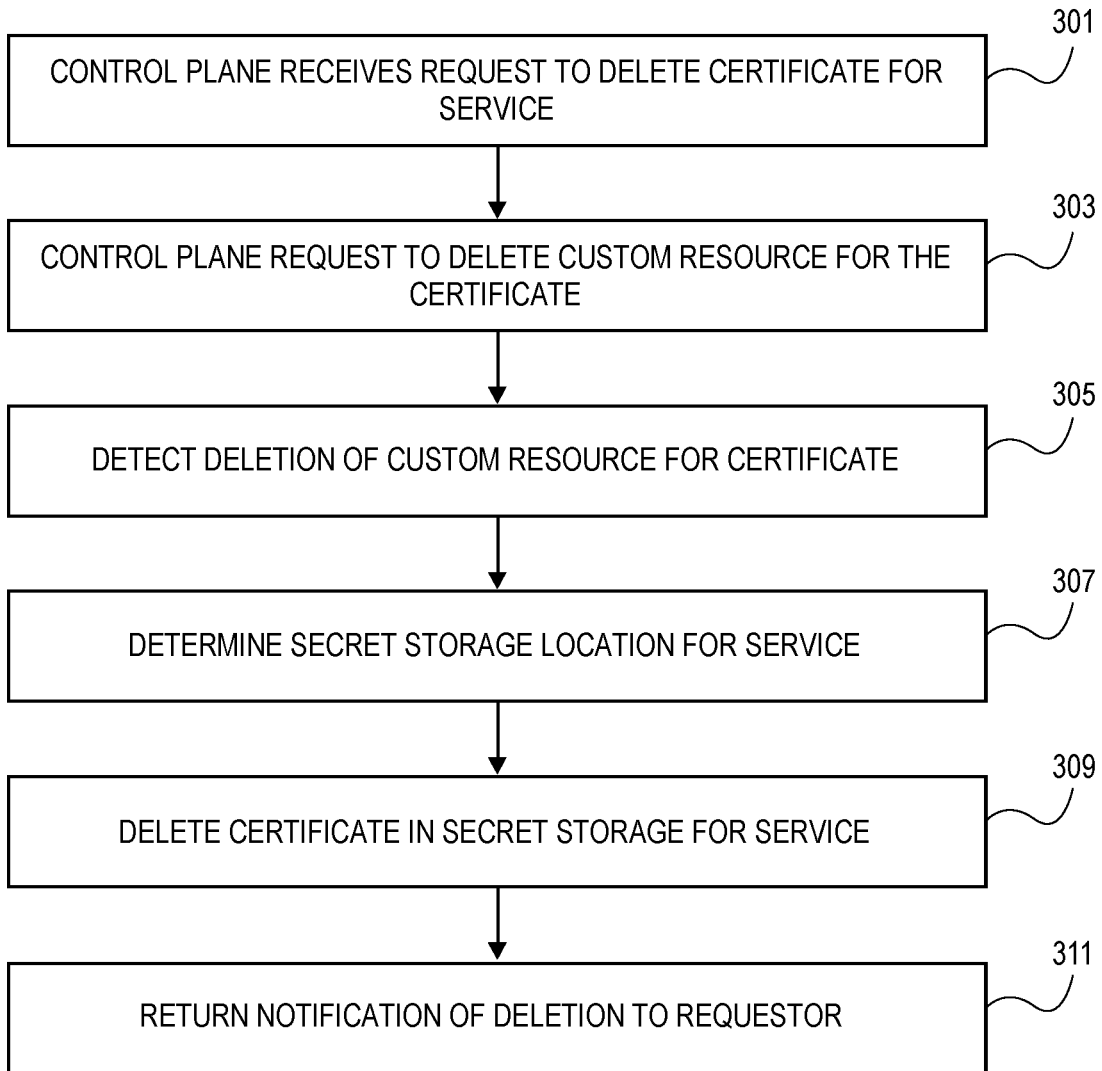 301
CONTROL PLANE RECEIVES REQUEST TO DELETE CERTIFICATE FOR
SERVICE
303
CONTROL PLANE REQUEST TO DELETE CUSTOM RESOURCE FOR THE
CERTIFICATE
305
DETECT DELETION OF CUSTOM RESOURCE FOR CERTIFICATE
307
DETERMINE SECRET STORAGE LOCATION FOR SERVICE
309
DELETE CERTIFICATE IN SECRET STORAGE FOR SERVICE
311
RETURN NOTIFICATION OF DELETION TO REQUESTOR